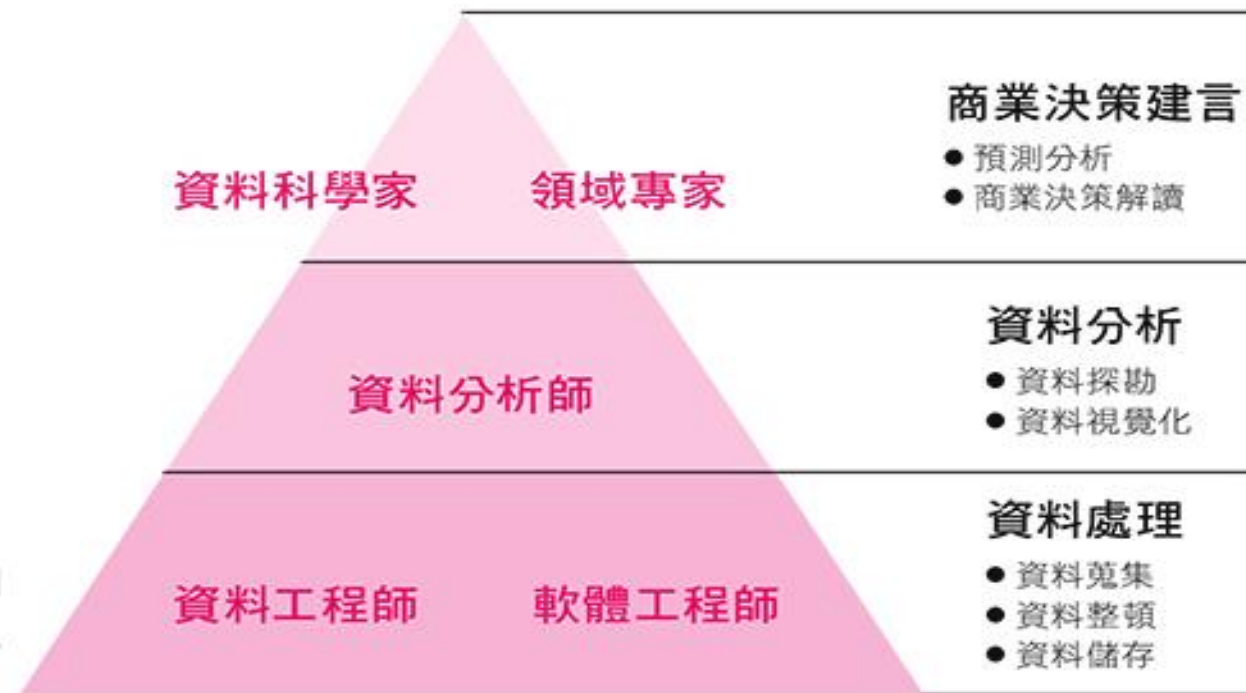 商業決策建言
● 預測分析
● 商業決策解讀
資料科學家 領域專家
資料分析
● 資料探勘
● 資料視覺化
資料分析師
資料處理
● 資料蒐集
● 資料整頓
● 資料儲存
資料工程師 軟體工程師